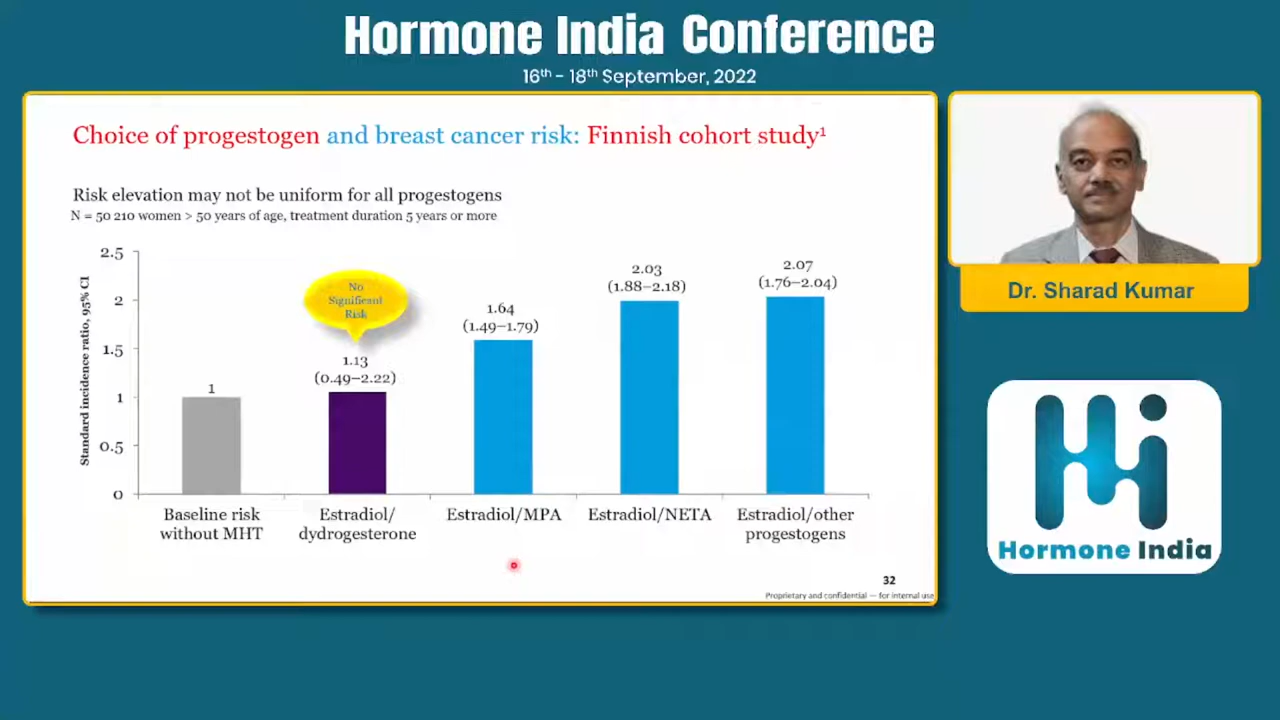 Hormone India Conference
16th - 18th September, 2022
Choice of progestogen and breast cancer risk: Finnish cohort study1
Risk elevation may not be uniform for all progestogens
N = 50 210 women > 50 years of age, treatment duration 5 years or more
Standard incidence ratio, 95% CI
2.5
2
1.5
1
0.5
0
1
No
Significant
Risk
1.13
(0.49–2.22)
1.64
(1.49–1.79)
2.03
(1.88–2.18)
2.07
(1.76–2.04)
Baseline risk
without MHT
Estradiol/
dydrogesterone
Estradiol/MPA
Estradiol/NETA
Estradiol/other
progestogens
32
Proprietary and confidential — for internal use
Dr. Sharad Kumar
Hormone India